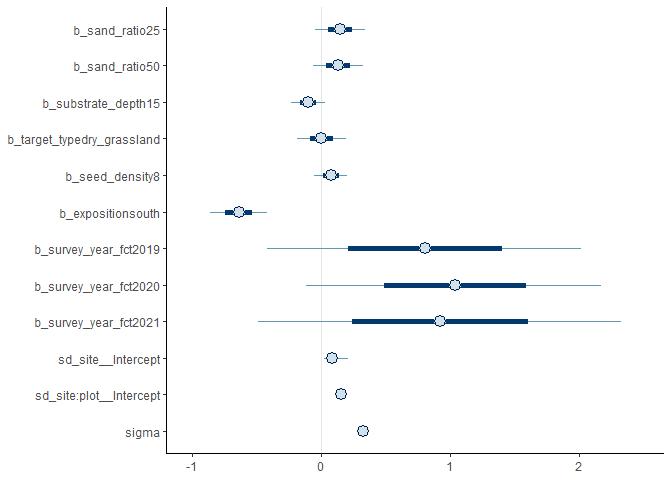 b_sand_ratio25
b_sand_ratio50
b_substrate_depth15
b_target_typedry_grassland
b_seed_density8
b_expositionsouth
b_survey_year_fct2019
b_survey_year_fct2020
b_survey_year_fct2021
sd_site__Intercept
sd_site:plot__Intercept
sigma
-1 0 1 2